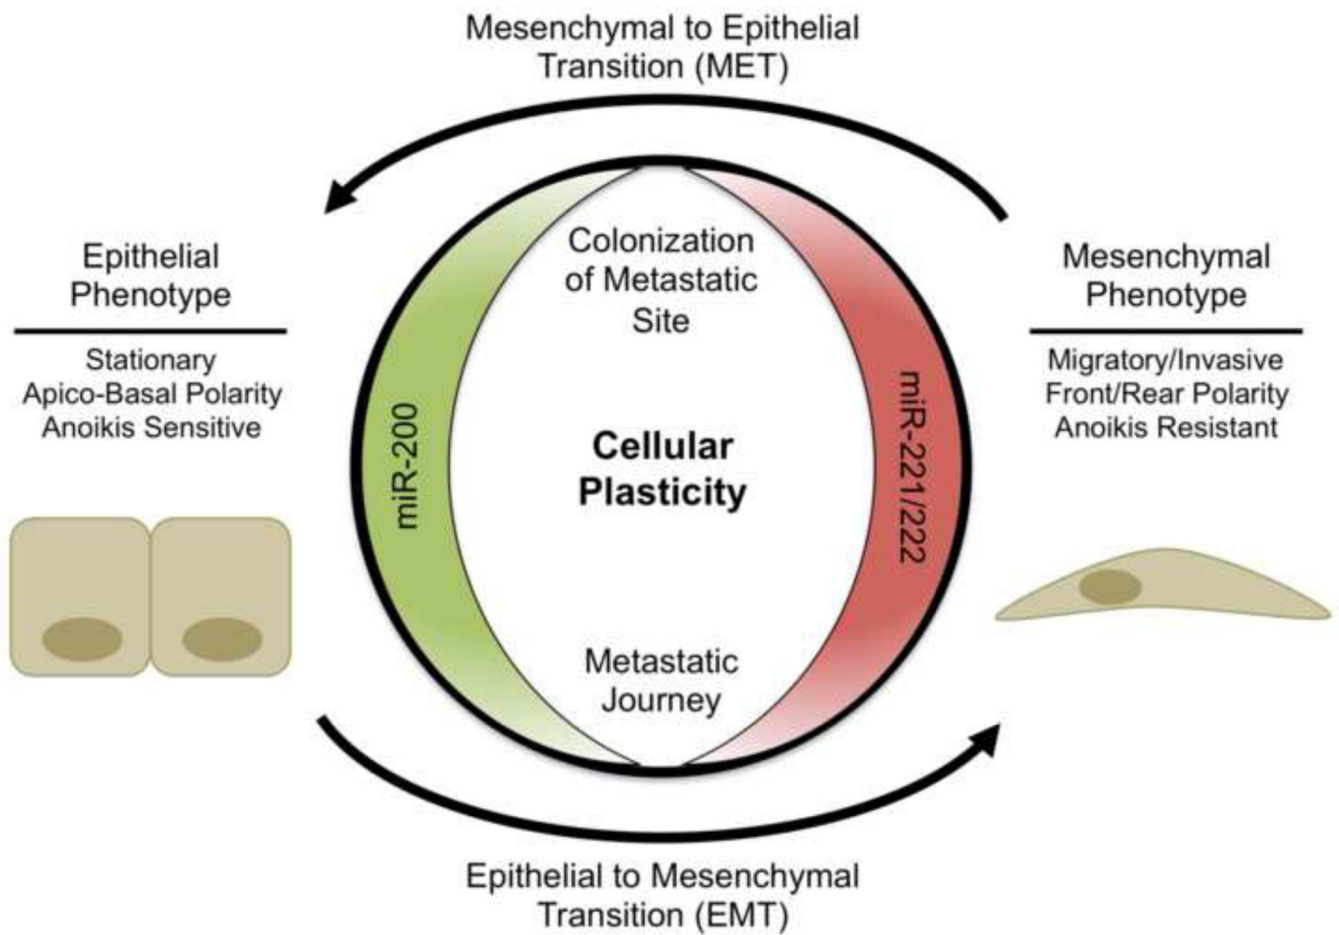 Mesenchymal to Epithelial
Transition (MET)
Epithelial
Phenotype
Stationary
Apico-Basal Polarity
Anoikis Sensitive
miR-200
Colonization
of Metastatic
Site
Cellular
Plasticity
Metastatic
Journey
miR-221/222
Mesenchymal
Phenotype
Migratory/Invasive
Front/Rear Polarity
Anoikis Resistant
Epithelial to Mesenchymal
Transition (EMT)